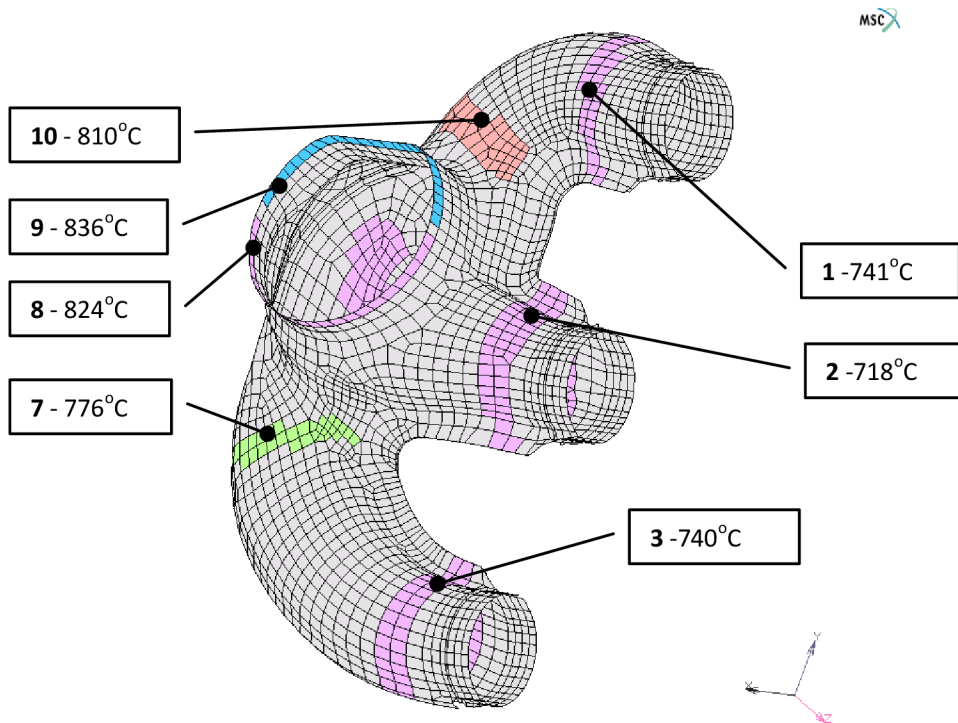 MSC
10 - 810°C
9 - 836°C
8 - 824°C
7 - 776°C
1 -741°C
2 -718°C
3 -740°C
Y
X
Z